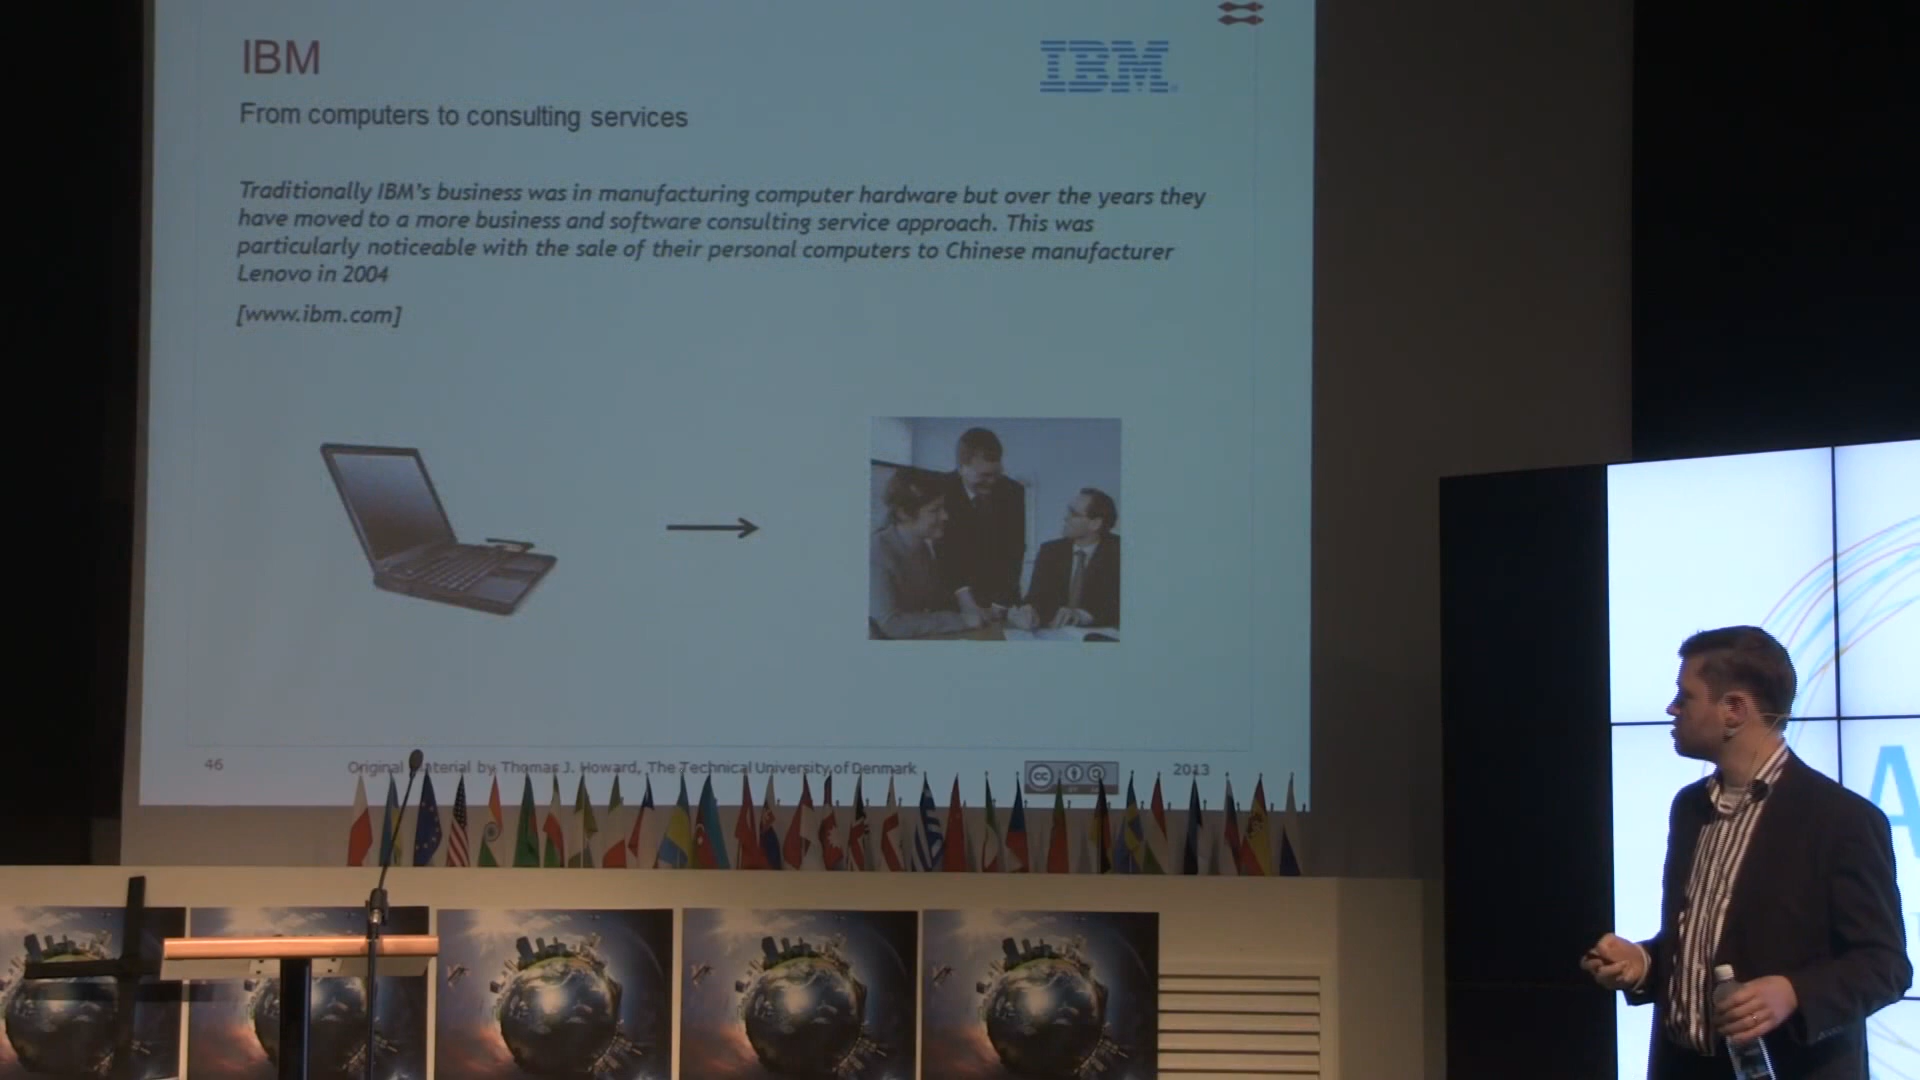 IBM
IBM
From computers to consulting services
Traditionally IBM's business was in manufacturing computer hardware but over the years they
have moved to a more business and software consulting service approach. This was
particularly noticeable with the sale of their personal computers to Chinese manufacturer
Lenovo in 2004
[www.ibm.com]
46
Original Material by Thomas J. Howard, The Technical University of Denmark
cc
2013
A